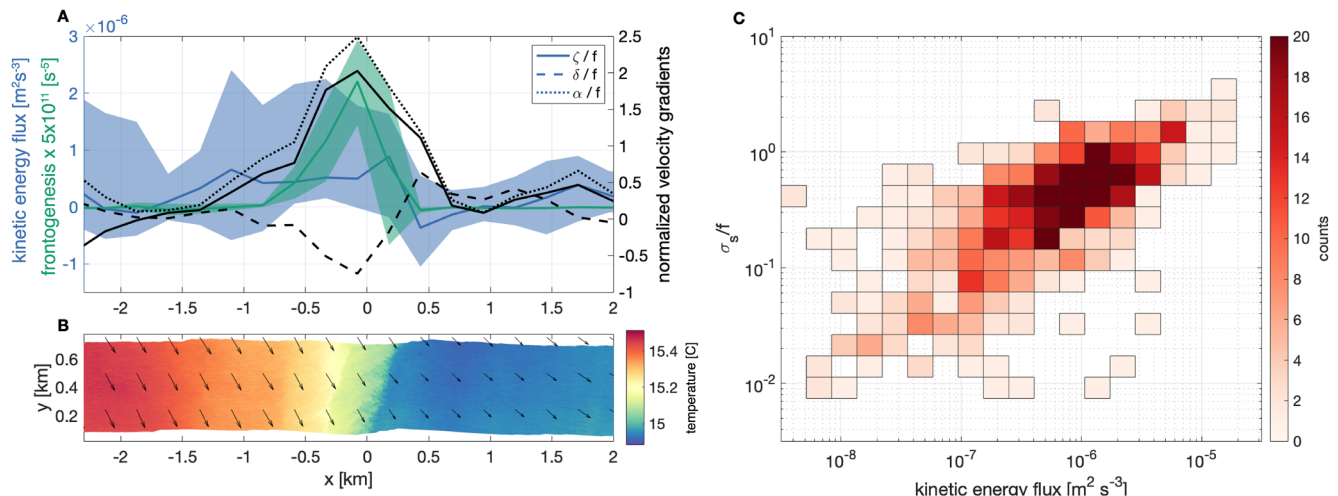 A
×10⁻⁶
3
2
1
0
-1
kinetic energy flux [m²s⁻³]
frontogenesis x 5x10¹¹ [s⁻⁵]
2.5
2
1.5
1
0.5
0
-0.5
-1
normalized velocity gradients
ζ / f
δ / f
α / f
-2 -1.5 -1 -0.5 0 0.5 1 1.5 2
B
0.6
0.4
0.2
y [km]
-2 -1.5 -1 -0.5 0 0.5 1 1.5 2
x [km]
15.4
15.2
15
temperature [C]
C
10¹
10⁰
10⁻¹
10⁻²
σₛ/f
10⁻⁸ 10⁻⁷ 10⁻⁶ 10⁻⁵
kinetic energy flux [m² s⁻³]
20
18
16
14
12
10
8
6
4
2
0
counts